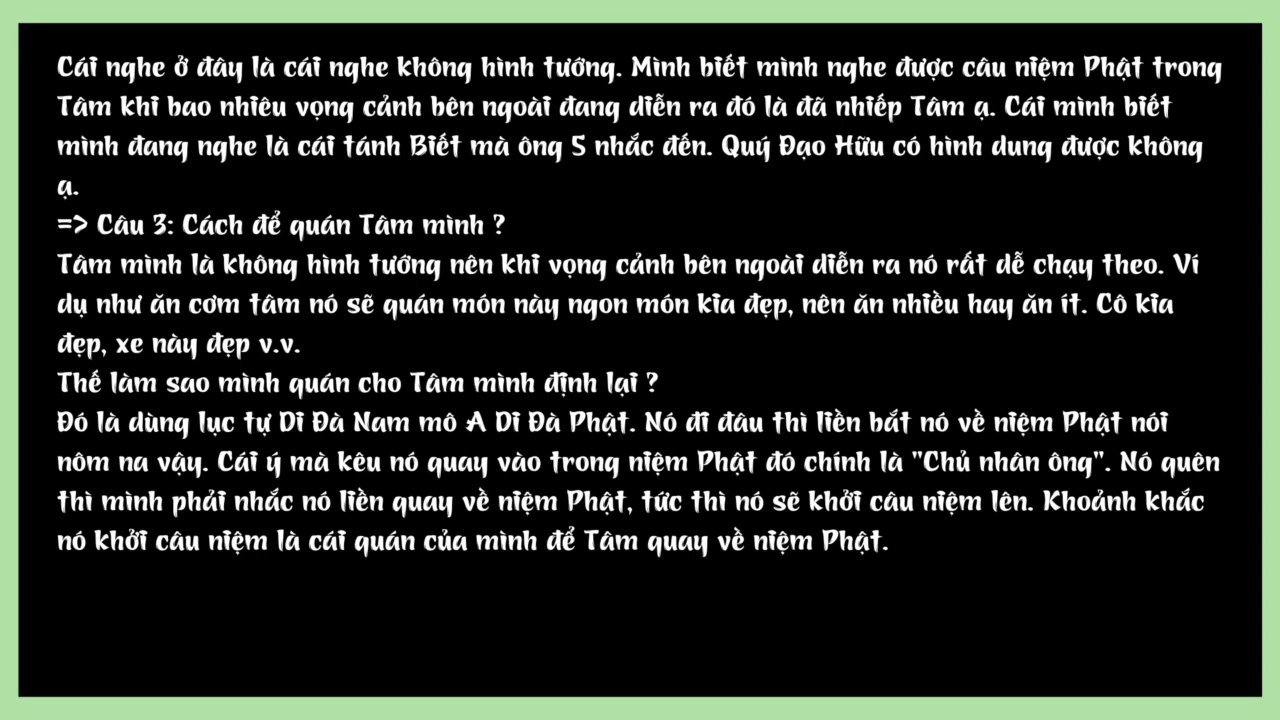 Cái nghe ở đây là cái nghe không hình tướng. Mình biết mình nghe được câu niệm Phật trong
Tâm khi bao nhiêu vọng cảnh bên ngoài đang diễn ra đó là đã nhiếp Tâm ạ. Cái mình biết
mình đang nghe là cái tánh Biết mà ông 5 nhắc đến. Quý Đạo Hữu có hình dung được không
ạ.
=> Câu 3: Cách để quán Tâm mình ?
Tâm mình là không hình tướng nên khi vọng cảnh bên ngoài diễn ra nó rất dễ chạy theo. Ví
dụ như ăn cơm tâm nó sẽ quán món này ngon món kia đẹp, nên ăn nhiều hay ăn ít. Cô kia
đẹp, xe này đẹp v.v.
Thế làm sao mình quán cho Tâm mình định lại ?
Đó là dùng lục tự Di Đà Nam mô A Di Đà Phật. Nó đi đâu thì liền bắt nó về niệm Phật nói
nôm na vậy. Cái ý mà kêu nó quay vào trong niệm Phật đó chính là "Chủ nhân ông". Nó quên
thì mình phải nhắc nó liền quay về niệm Phật, tức thì nó sẽ khởi câu niệm lên. Khoảnh khắc
nó khởi câu niệm là cái quán của mình để Tâm quay về niệm Phật.